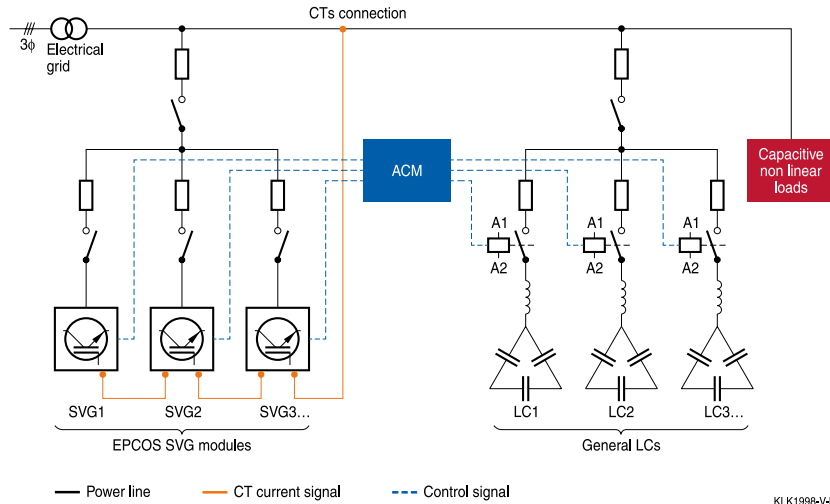 CTs connection
3ϕ
Electrical
grid
ACM
Capacitive
non linear
loads
A1
A1
A1
A2
A2
A2
SVG1
SVG2
SVG3...
LC1
LC2
LC3...
EPCOS SVG modules
General LCs
Power line
CT current signal
Control signal